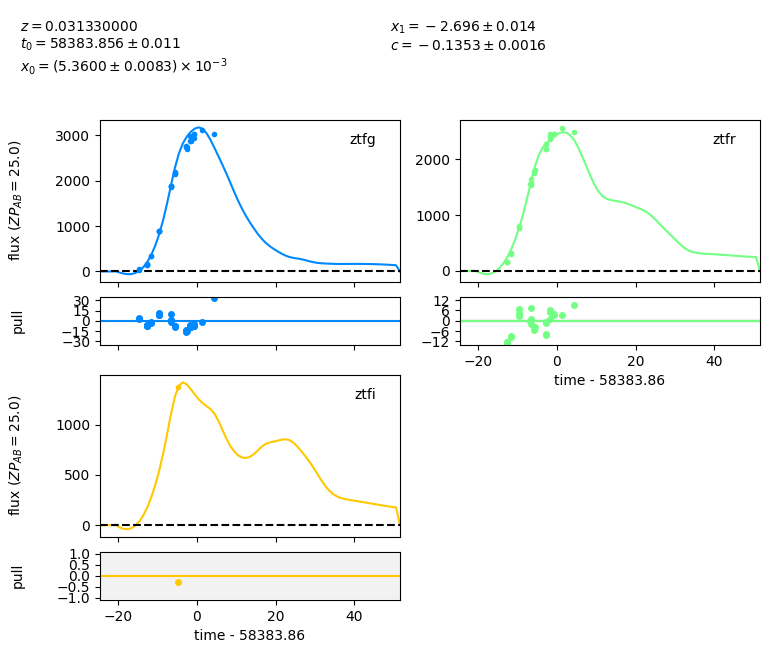 z = 0.031330000
t0 = 58383.856 ± 0.011
x0 = (5.3600 ± 0.0083) × 10^−3
x1 = −2.696 ± 0.014
c = −0.1353 ± 0.0016
flux (ZP_AB = 25.0)
3000
2000
1000
0
ztfg
2000
1000
0
ztfr
pull
30
15
0
−15
−30
12
6
0
−6
−12
−20
0
20
40
time - 58383.86
flux (ZP_AB = 25.0)
1000
500
0
ztfi
pull
1.0
0.5
0.0
−0.5
−1.0
−20
0
20
40
time - 58383.86